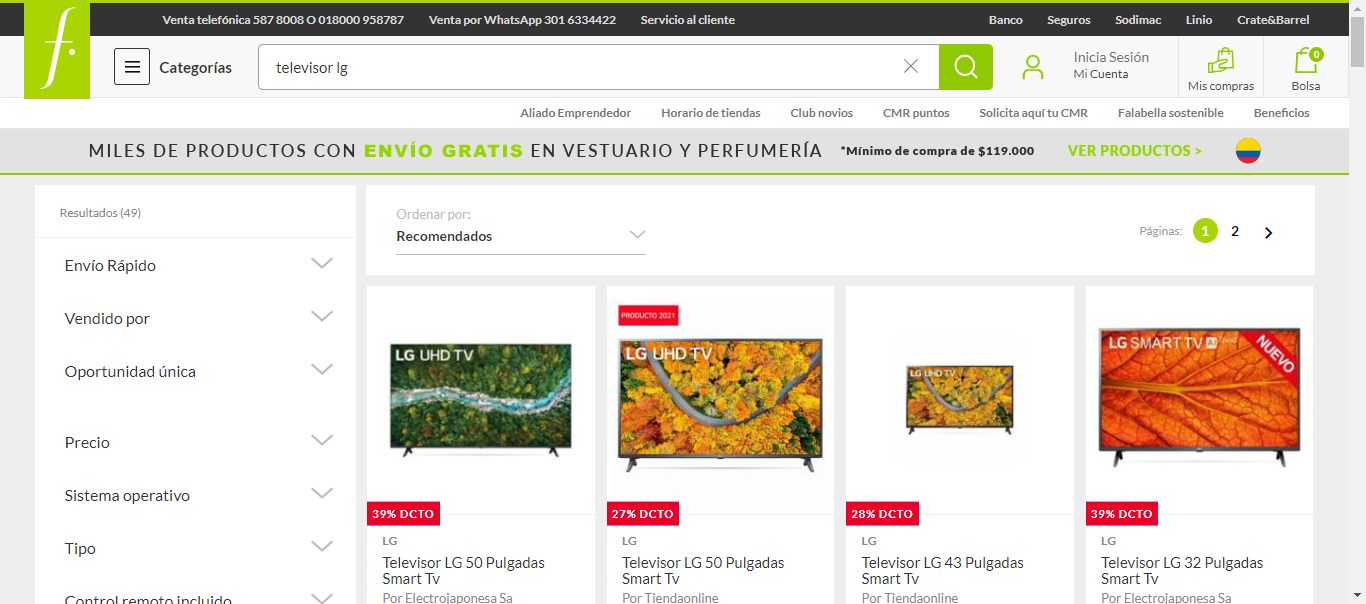 Venta telefónica 587 8008 O 018000 958787 Venta por WhatsApp 301 6334422 Servicio al cliente Banco Seguros Sodimac Linio Crate&Barrel
f.
Categorías
televisor lg
Inicia Sesión
Mi Cuenta
Mis compras
0
Bolsa
Aliado Emprendedor Horario de tiendas Club novios CMR puntos Solicita aquí tu CMR Falabella sostenible Beneficios
MILES DE PRODUCTOS CON ENVÍO GRATIS EN VESTUARIO Y PERFUMERÍA *Mínimo de compra de $119.000 VER PRODUCTOS >
Resultados (49)
Envío Rápido
Vendido por
Oportunidad única
Precio
Sistema operativo
Tipo
Control remoto incluido
Ordenar por:
Recomendados
Páginas: 1 2
LG UHD TV
39% DCTO
LG
Televisor LG 50 Pulgadas
Smart Tv
Por Electrojaponesa Sa
PRODUCTO 2021
LG UHD TV
27% DCTO
LG
Televisor LG 50 Pulgadas
Smart Tv
Por Tiendaonline
LG UHD TV
28% DCTO
LG
Televisor LG 43 Pulgadas
Smart Tv
Por Tiendaonline
LG SMART TV AI
NUEVO
39% DCTO
LG
Televisor LG 32 Pulgadas
Smart Tv
Por Electrojaponesa Sa